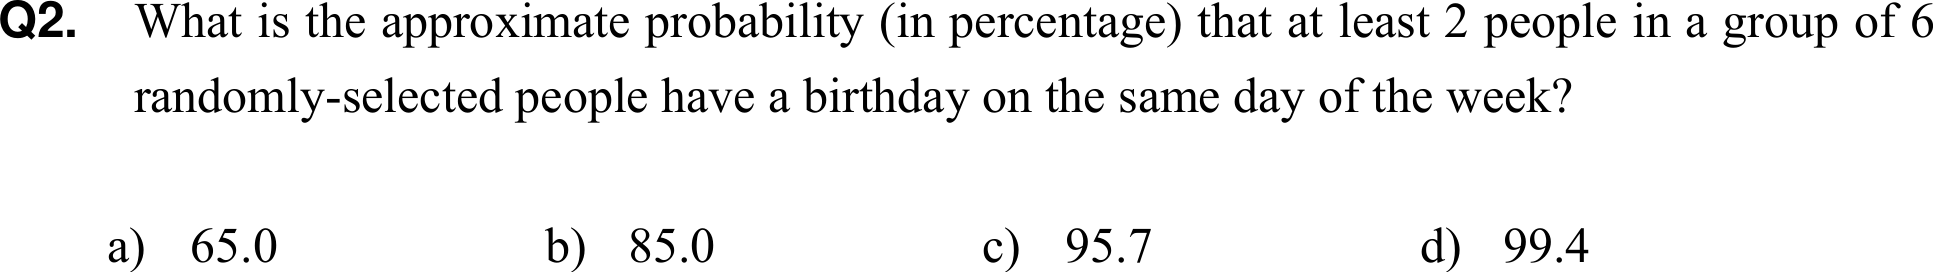 Q2. What is the approximate probability (in percentage) that at least 2 people in a group of 6
randomly-selected people have a birthday on the same day of the week?
a) 65.0 b) 85.0 c) 95.7 d) 99.4